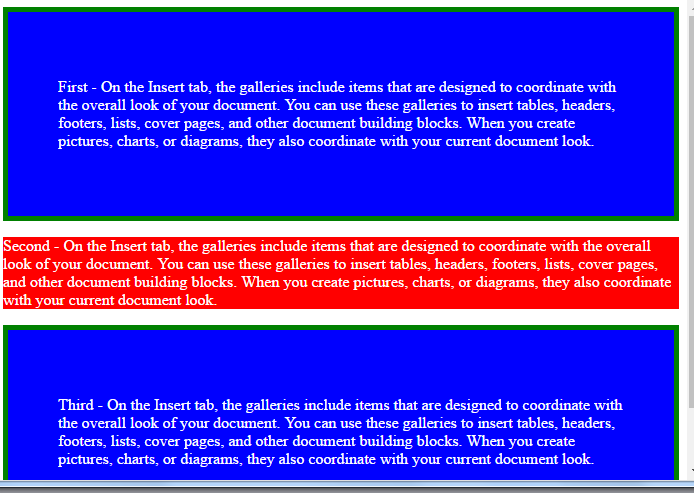 First - On the Insert tab, the galleries include items that are designed to coordinate with
the overall look of your document. You can use these galleries to insert tables, headers,
footers, lists, cover pages, and other document building blocks. When you create
pictures, charts, or diagrams, they also coordinate with your current document look.
Second - On the Insert tab, the galleries include items that are designed to coordinate with the overall
look of your document. You can use these galleries to insert tables, headers, footers, lists, cover pages,
and other document building blocks. When you create pictures, charts, or diagrams, they also coordinate
with your current document look.
Third - On the Insert tab, the galleries include items that are designed to coordinate with
the overall look of your document. You can use these galleries to insert tables, headers,
footers, lists, cover pages, and other document building blocks. When you create
pictures, charts, or diagrams, they also coordinate with your current document look.